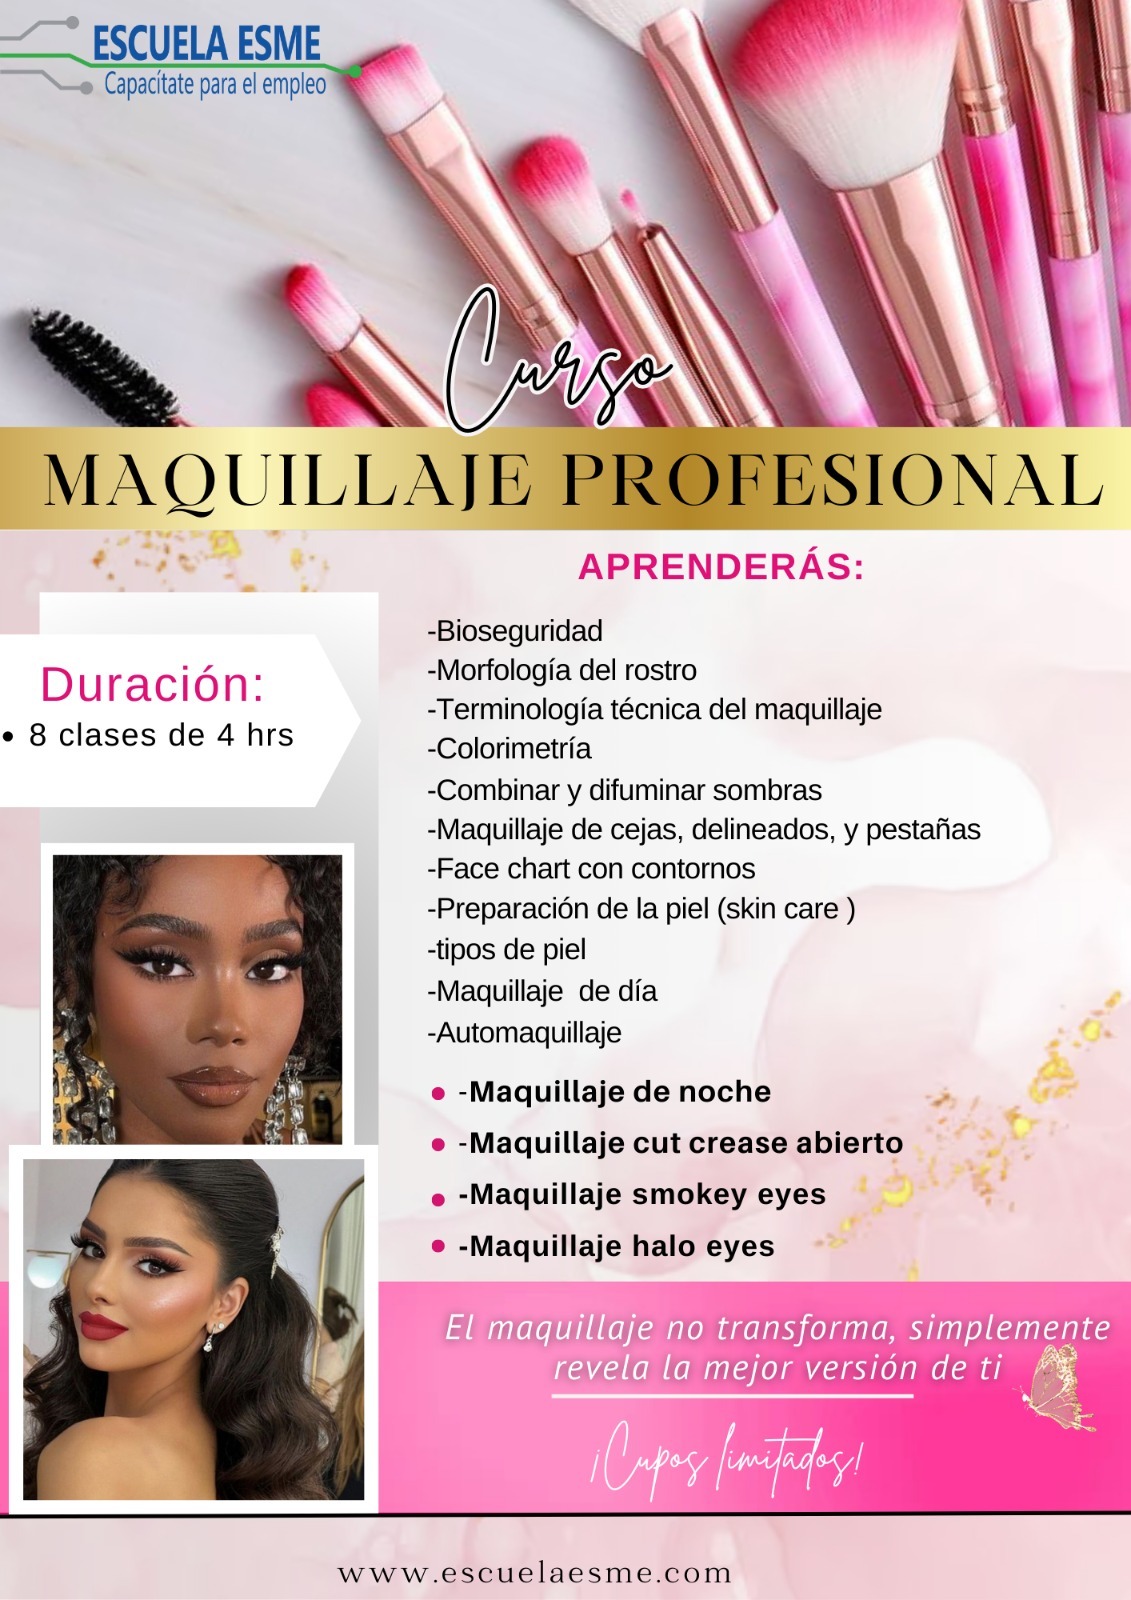 ESCUELA ESME
Capacítate para el empleo
Curso
MAQUILLAJE PROFESIONAL
APRENDERÁS:
Duración:
• 8 clases de 4 hrs
-Bioseguridad
-Morfología del rostro
-Terminología técnica del maquillaje
-Colorimetría
-Combinar y difuminar sombras
-Maquillaje de cejas, delineados, y pestañas
-Face chart con contornos
-Preparación de la piel (skin care )
-tipos de piel
-Maquillaje  de día
-Automaquillaje
• -Maquillaje de noche
• -Maquillaje cut crease abierto
• -Maquillaje smokey eyes
• -Maquillaje halo eyes
El maquillaje no transforma, simplemente
revela la mejor versión de ti
¡Cupos limitados!
www.escuelaesme.com